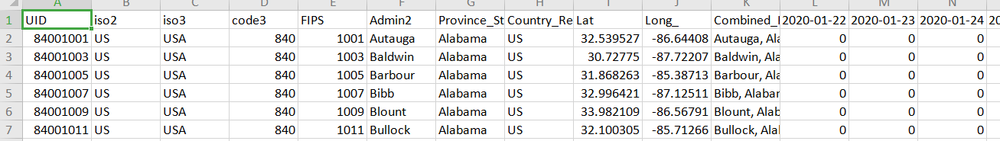 A B C D E F G H I J K L M N
1 UID iso2 iso3 code3 FIPS Admin2 Province_St Country_Re Lat Long_ Combined_ 2020-01-22 2020-01-23 2020-01-24
2 84001001 US USA 840 1001 Autauga Alabama US 32.539527 -86.64408 Autauga, Ala 0 0 0
3 84001003 US USA 840 1003 Baldwin Alabama US 30.72775 -87.72207 Baldwin, Ala 0 0 0
4 84001005 US USA 840 1005 Barbour Alabama US 31.868263 -85.38713 Barbour, Ala 0 0 0
5 84001007 US USA 840 1007 Bibb Alabama US 32.996421 -87.12511 Bibb, Alabar 0 0 0
6 84001009 US USA 840 1009 Blount Alabama US 33.982109 -86.56791 Blount, Alab 0 0 0
7 84001011 US USA 840 1011 Bullock Alabama US 32.100305 -85.71266 Bullock, Ala 0 0 0